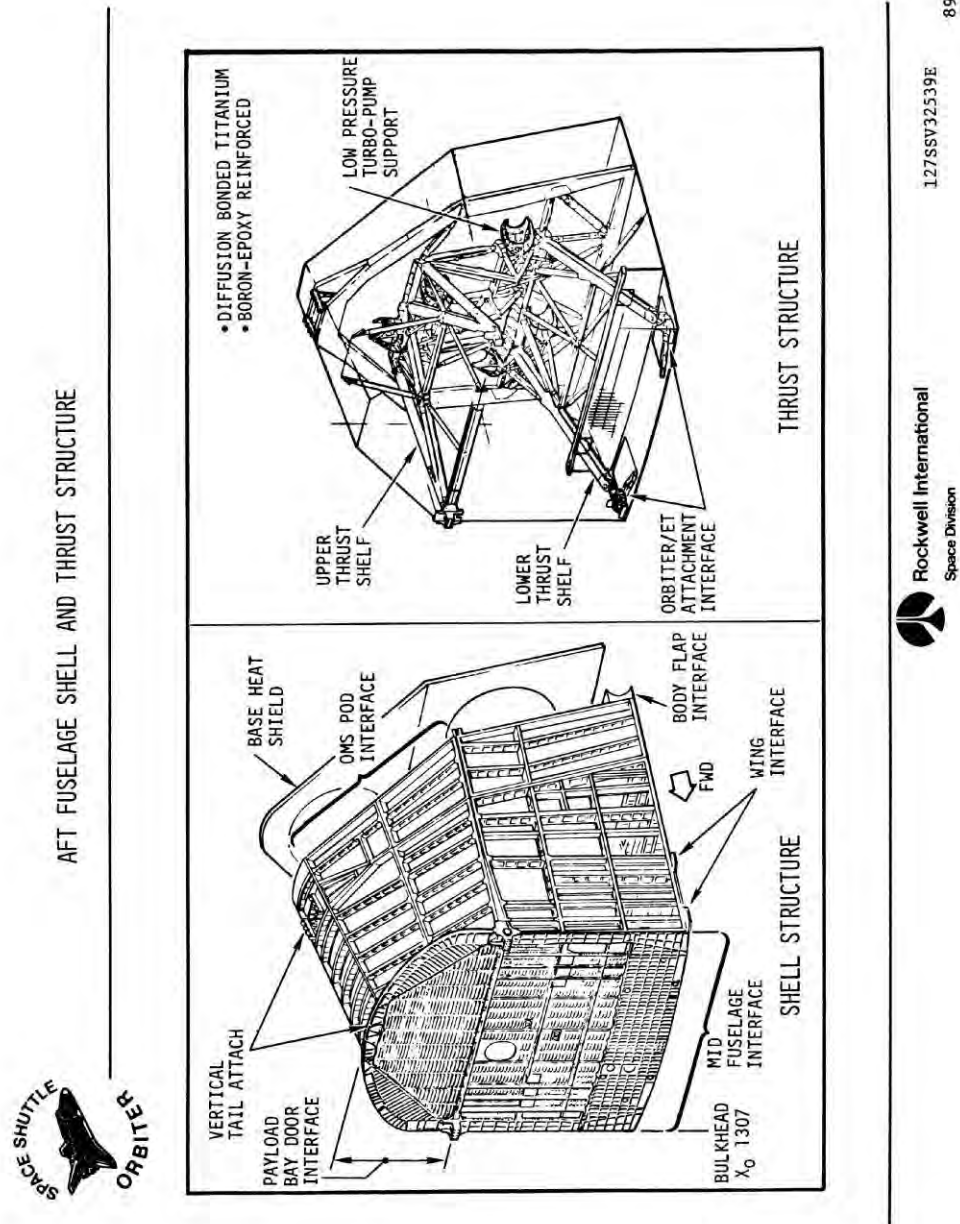 SPACE SHUTTLE
ORBITER
AFT FUSELAGE SHELL AND THRUST STRUCTURE
VERTICAL
TAIL ATTACH
PAYLOAD
BAY DOOR
INTERFACE
BULKHEAD
Xo 1307
MID
FUSELAGE
INTERFACE
BASE HEAT
SHIELD
OMS POD
INTERFACE
BODY FLAP
INTERFACE
FWD
WING
INTERFACE
SHELL STRUCTURE
• DIFFUSION BONDED TITANIUM
• BORON-EPOXY REINFORCED
LOW PRESSURE
TURBO-PUMP
SUPPORT
UPPER
THRUST
SHELF
LOWER
THRUST
SHELF
ORBITER/ET
ATTACHMENT
INTERFACE
THRUST STRUCTURE
Rockwell International
Space Division
127SSV32539E
89